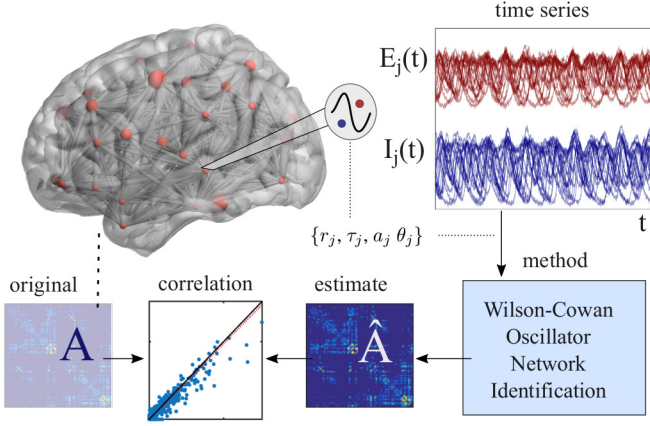 time series
E_j(t)
I_j(t)
t
{r_j, τ_j, a_j θ_j}
method
original
correlation
estimate
A
Â
Wilson-Cowan
Oscillator
Network
Identification